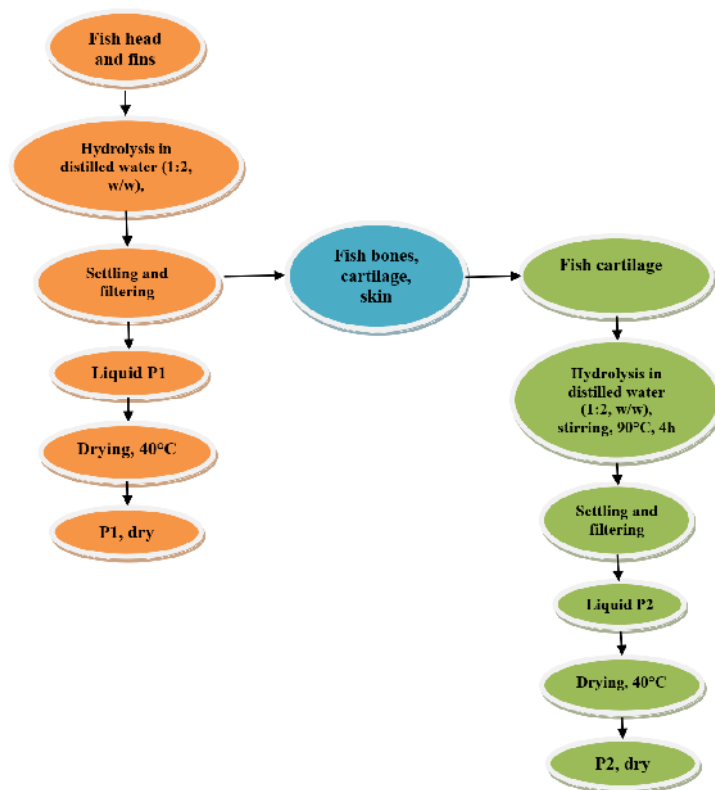 Fish head
and fins
Hydrolysis in
distilled water (1:2,
w/w),
Settling and
filtering
Liquid P1
Drying, 40°C
P1, dry
Fish bones,
cartilage,
skin
Fish cartilage
Hydrolysis in
distilled water
(1:2, w/w),
stirring, 90°C, 4h
Settling and
filtering
Liquid P2
Drying, 40°C
P2, dry